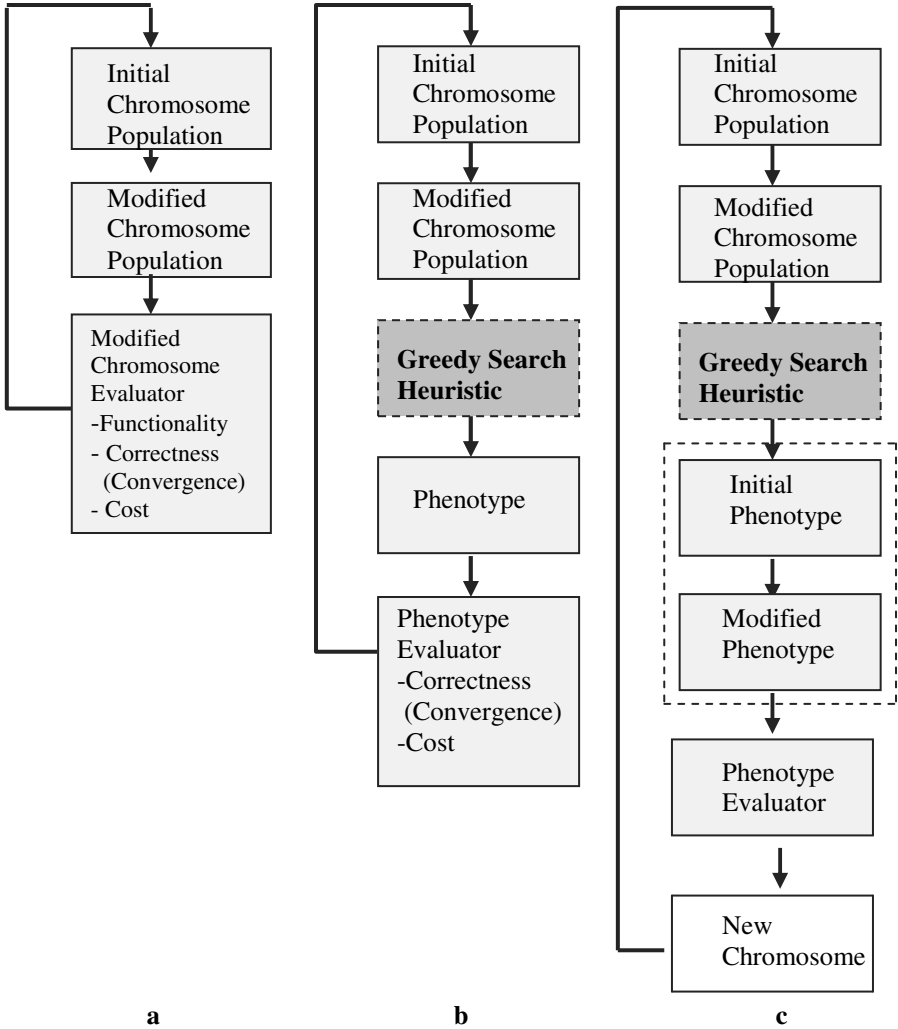 Initial
Chromosome
Population
Modified
Chromosome
Population
Modified
Chromosome
Evaluator
-Functionality
- Correctness
(Convergence)
- Cost
a
Initial
Chromosome
Population
Modified
Chromosome
Population
Greedy Search
Heuristic
Phenotype
Phenotype
Evaluator
-Correctness
(Convergence)
-Cost
b
Initial
Chromosome
Population
Modified
Chromosome
Population
Greedy Search
Heuristic
Initial
Phenotype
Modified
Phenotype
Phenotype
Evaluator
New
Chromosome
c